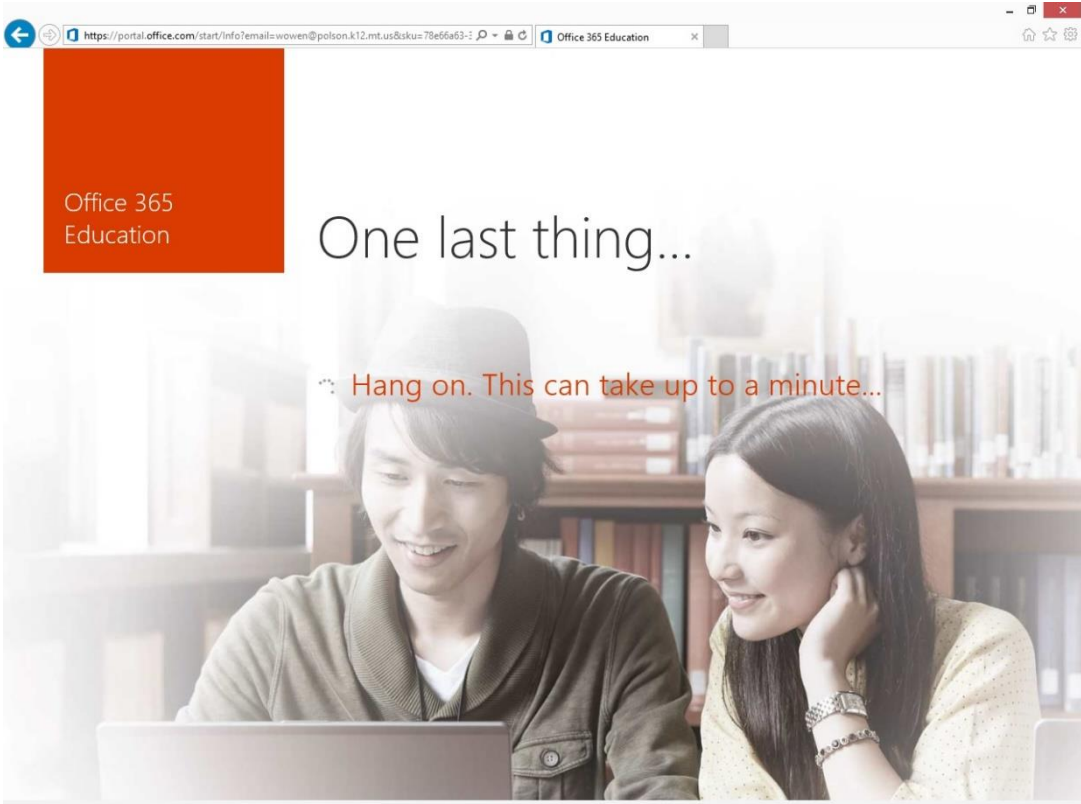 https://portal.office.com/start/Info?email=wowen@polson.k12.mt.us&sku=78e66a63-
Office 365 Education
Office 365
Education
One last thing...
Hang on. This can take up to a minute...